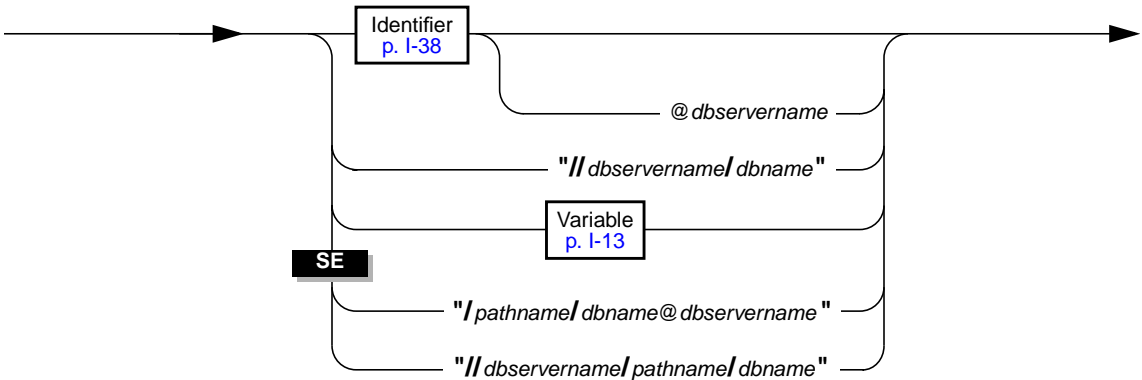 Identifier
p. I-38
@dbservername
"//dbservername/dbname"
Variable
p. I-13
SE
"/pathname/dbname@dbservername"
"//dbservername/pathname/dbname"